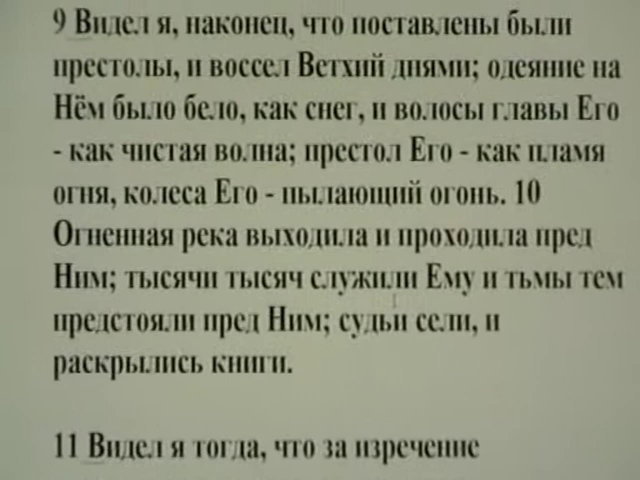 9 Видел я, наконец, что поставлены были
престолы, и воссел Ветхий днями; одеяние на
Нём было бело, как снег, и волосы главы Его
- как чистая волна; престол Его - как пламя
огня, колеса Его - пылающий огонь. 10
Огненная река выходила и проходила пред
Ним; тысячи тысяч служили Ему и тьмы тем
предстояли пред Ним; судьи сели, и
раскрылись книги.
11 Видел я тогда, что за изречение